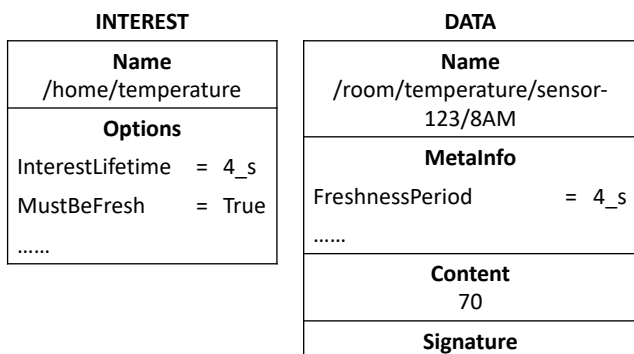 INTEREST
Name
/home/temperature
Options
InterestLifetime = 4_s
MustBeFresh = True
......
DATA
Name
/room/temperature/sensor-
123/8AM
MetaInfo
FreshnessPeriod = 4_s
......
Content
70
Signature